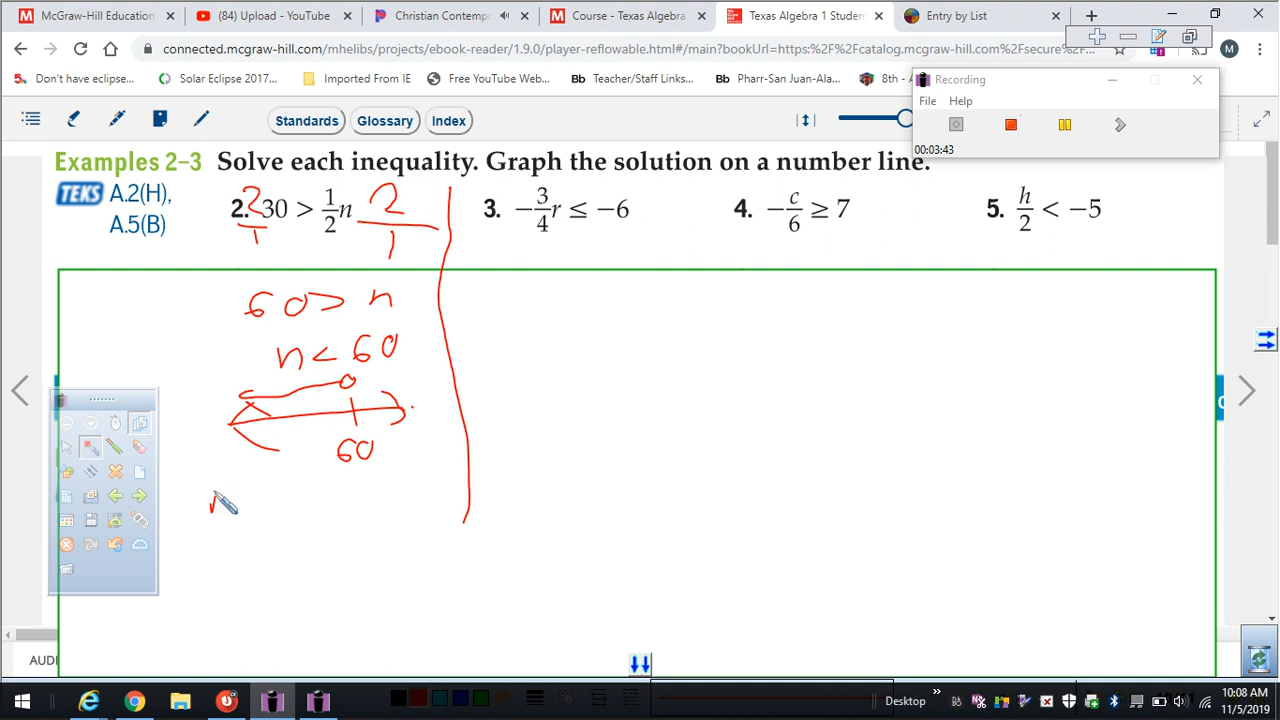 McGraw-Hill Education
(84) Upload - YouTube
Christian Contemp
Course - Texas Algebra
Texas Algebra 1 Studen
Entry by List
connected.mcgraw-hill.com/mhelibs/projects/ebook-reader/1.9.0/player-reflowable.html#/main?bookUrl=https:%2F%2Fcatalog.mcgraw-hill.com%2Fsecure
M
Don't have eclipse...
Solar Eclipse 2017...
Imported From IE
Free YouTube Web...
Bb Teacher/Staff Links...
Bb Pharr-San Juan-Ala...
8th - A
Recording
File Help
00:03:43
Standards
Glossary
Index
Examples 2–3 Solve each inequality. Graph the solution on a number line.
TEKS A.2(H),
A.5(B)
2. 30 > 1/2 n
2/1
2/1
3. −3/4 r ≤ −6
4. −c/6 ≥ 7
5. h/2 < −5
60 > n
n < 60
60
AUDI
Desktop
10:08 AM
11/5/2019